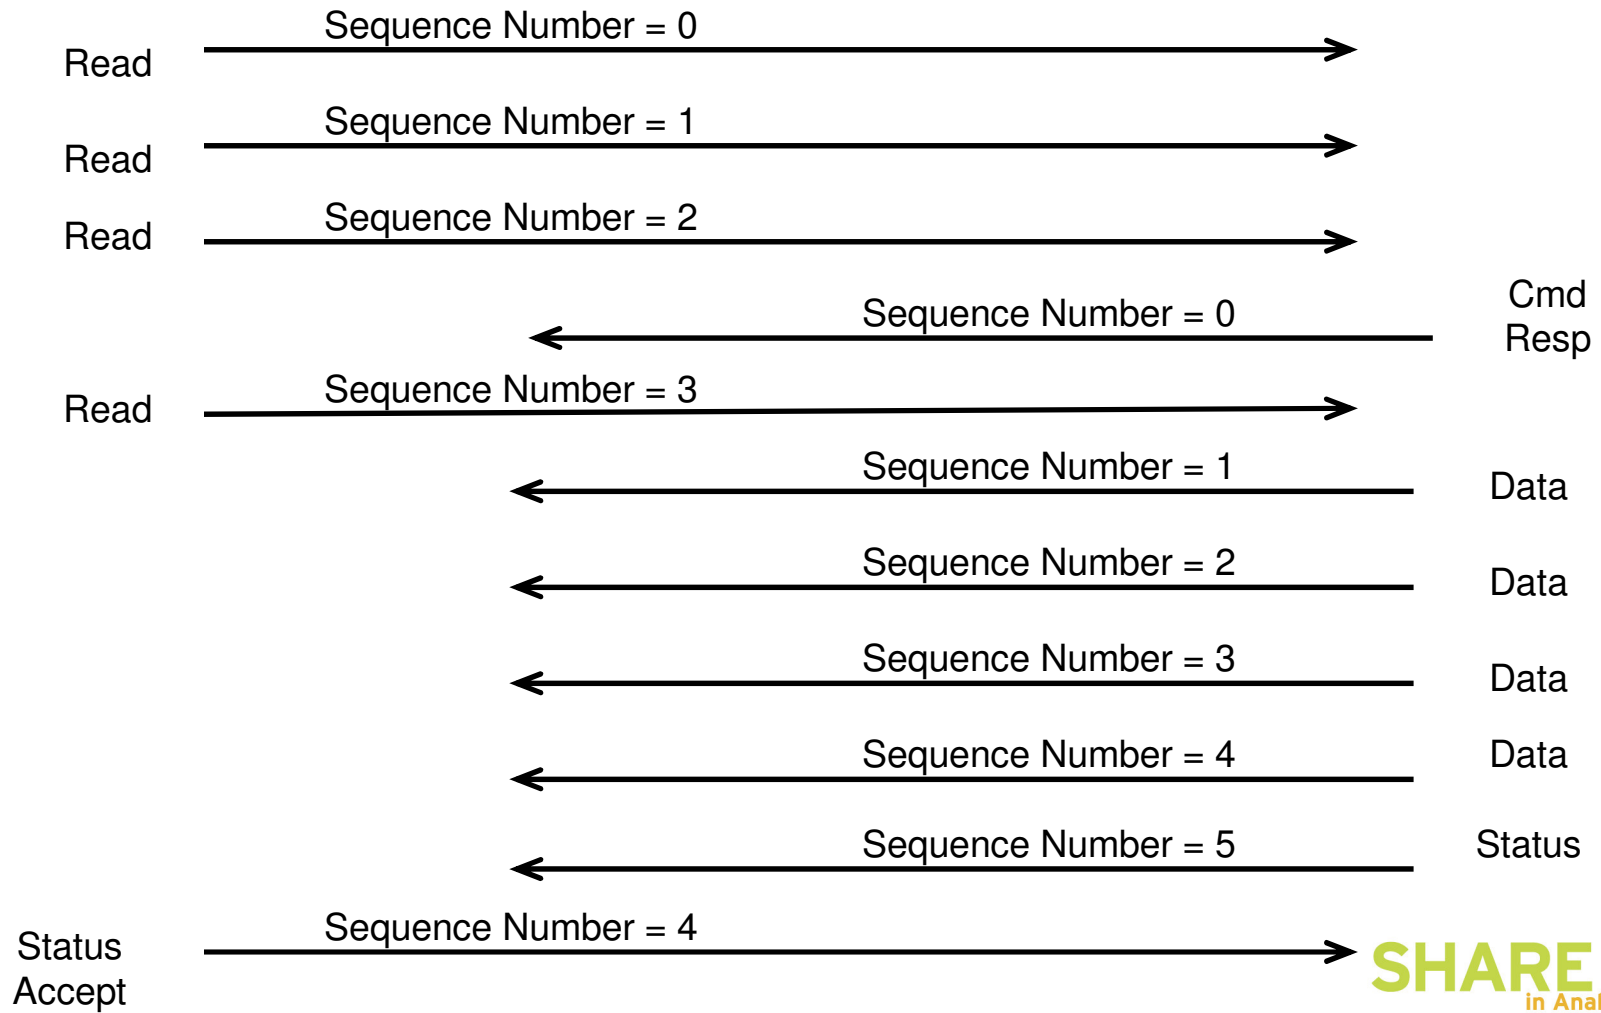 Sequence Number = 0
Read
Sequence Number = 1
Read
Sequence Number = 2
Read
Sequence Number = 0
Cmd
Resp
Sequence Number = 3
Read
Sequence Number = 1
Data
Sequence Number = 2
Data
Sequence Number = 3
Data
Sequence Number = 4
Data
Sequence Number = 5
Status
Sequence Number = 4
Status
Accept
SHARE
in